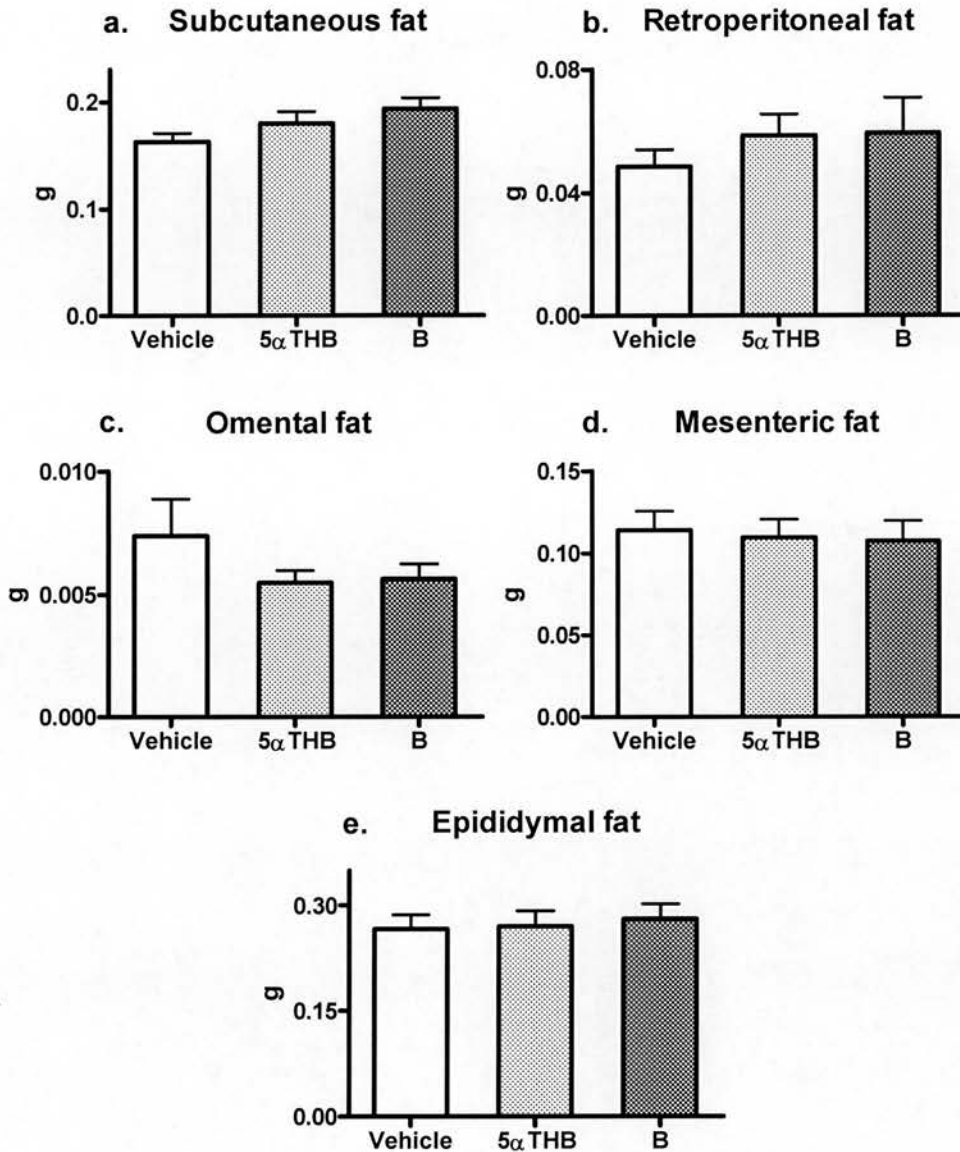 a. Subcutaneous fat
g
0.2
0.1
0.0
Vehicle 5α THB B
b. Retroperitoneal fat
g
0.08
0.04
0.00
Vehicle 5α THB B
c. Omental fat
g
0.010
0.005
0.000
Vehicle 5α THB B
d. Mesenteric fat
g
0.15
0.10
0.05
0.00
Vehicle 5α THB B
e. Epididymal fat
g
0.30
0.15
0.00
Vehicle 5α THB B